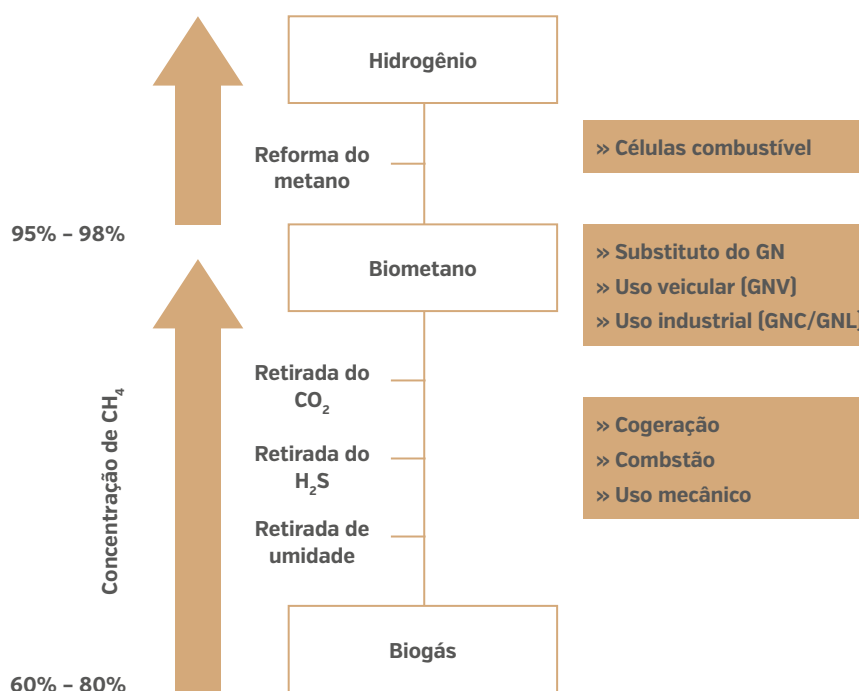 Hidrogênio
Reforma do
metano
» Células combustível
95% – 98%
Biometano
» Substituto do GN
» Uso veicular (GNV)
» Uso industrial (GNC/GNL)
Retirada do
CO₂
Retirada do
H₂S
Retirada de
umidade
Concentração de CH₄
» Cogeração
» Combstão
» Uso mecânico
Biogás
60% – 80%